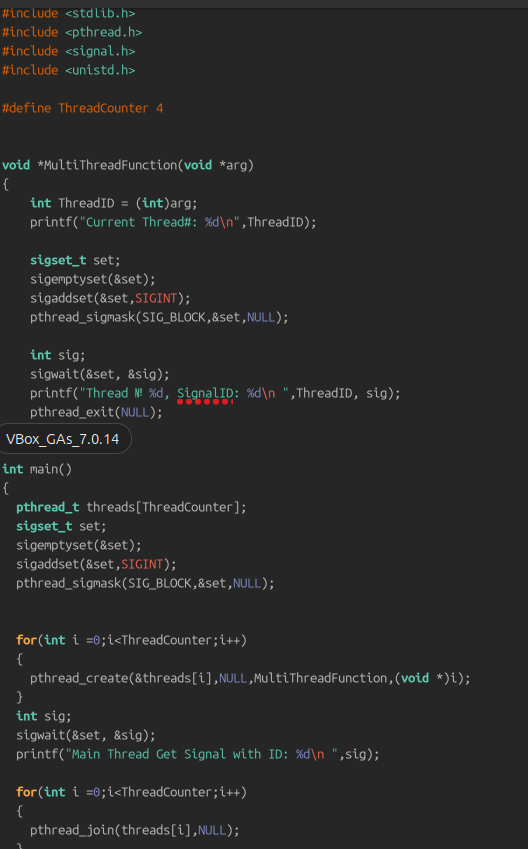 #include <stdlib.h>
#include <pthread.h>
#include <signal.h>
#include <unistd.h>
#define ThreadCounter 4
void *MultiThreadFunction(void *arg)
{
int ThreadID = (int)arg;
printf("Current Thread#: %d\n",ThreadID);
sigset_t set;
sigemptyset(&set);
sigaddset(&set,SIGINT);
pthread_sigmask(SIG_BLOCK,&set,NULL);
int sig;
sigwait(&set, &sig);
printf("Thread № %d, SignalID: %d\n ",ThreadID, sig);
pthread_exit(NULL);
VBox_GAs_7.0.14
int main()
{
pthread_t threads[ThreadCounter];
sigset_t set;
sigemptyset(&set);
sigaddset(&set,SIGINT);
pthread_sigmask(SIG_BLOCK,&set,NULL);
for(int i =0;i<ThreadCounter;i++)
{
pthread_create(&threads[i],NULL,MultiThreadFunction,(void *)i);
}
int sig;
sigwait(&set, &sig);
printf("Main Thread Get Signal with ID: %d\n ",sig);
for(int i =0;i<ThreadCounter;i++)
{
pthread_join(threads[i],NULL);
}